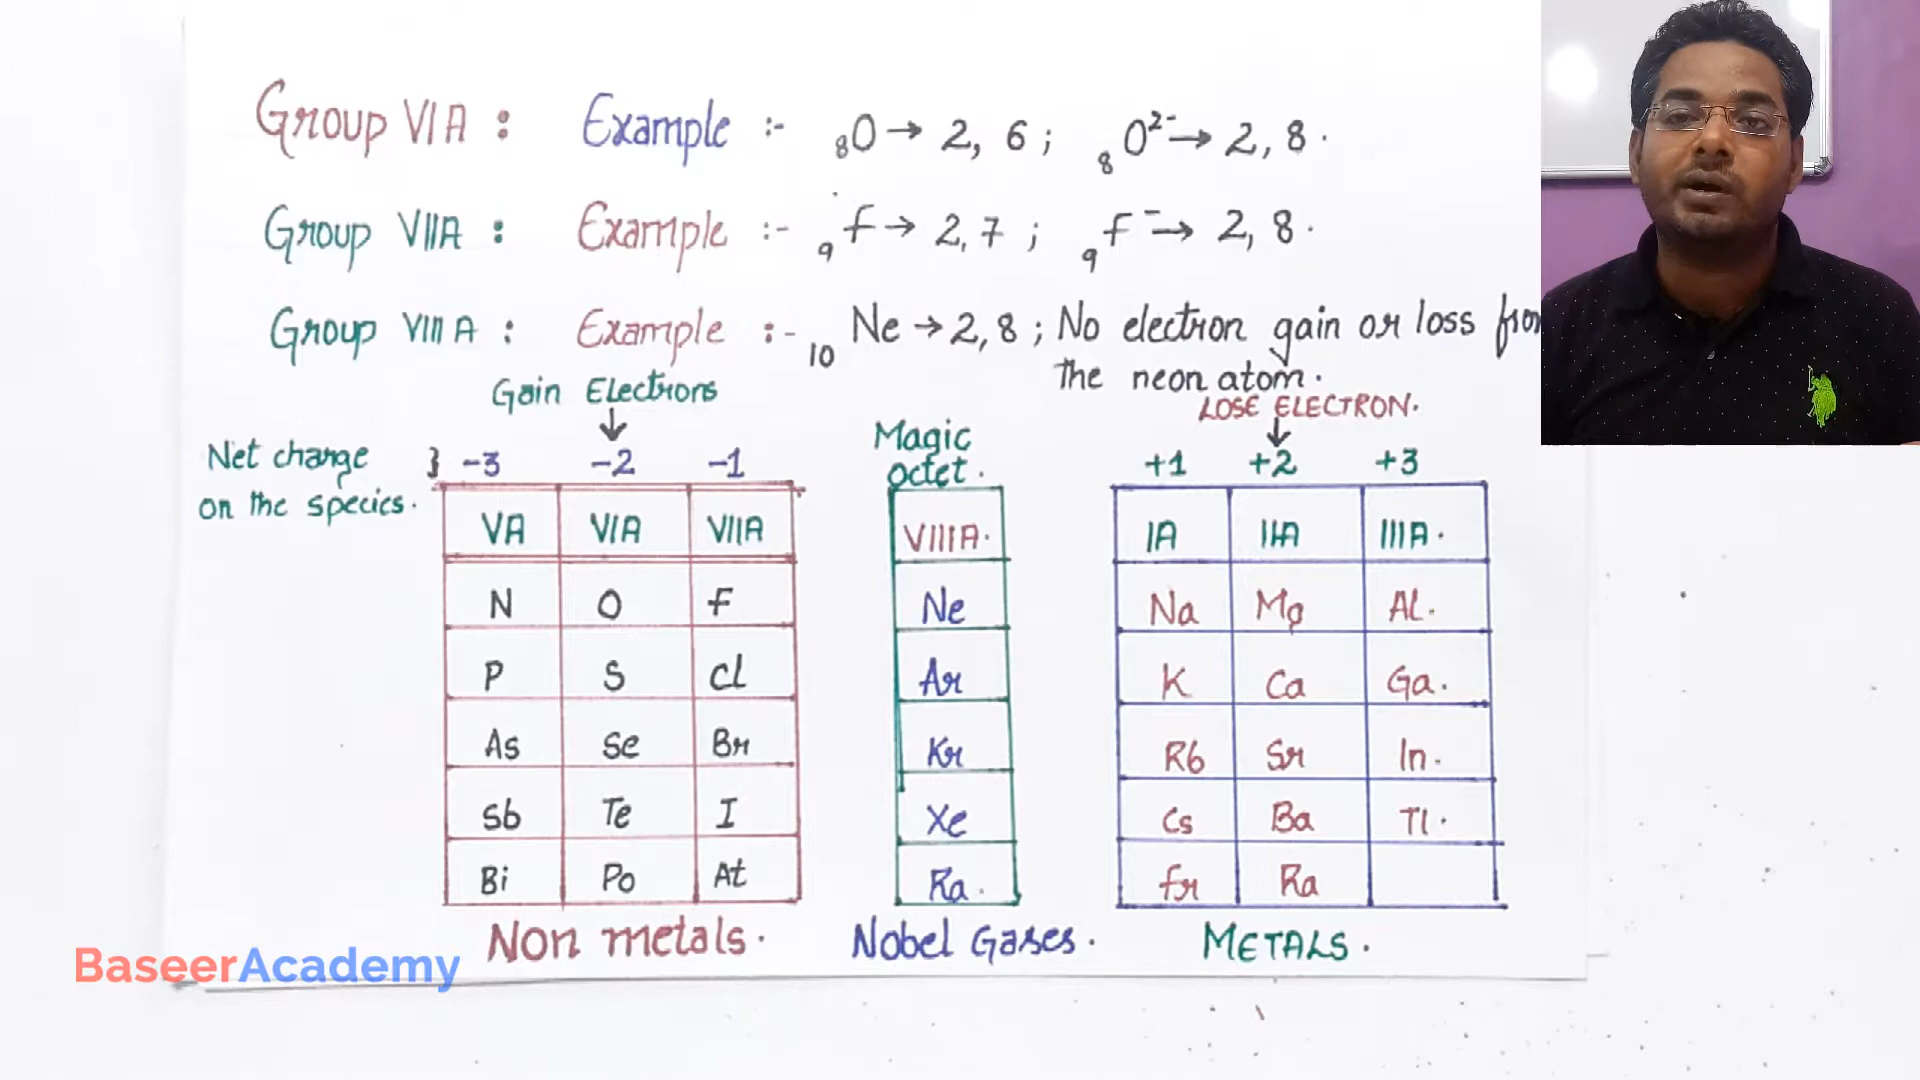 Group VIA : Example :- ₈O → 2, 6 ; ₈O²⁻ → 2, 8 .
Group VIIA : Example :- ₉F → 2, 7 ; ₉F⁻ → 2, 8 .
Group VIIIA : Example :- ₁₀Ne → 2, 8 ; No electron gain or loss from
the neon atom.
Gain Electrons
LOSE ELECTRON.
↓
↓
Net change
on the species.
} -3 -2 -1
Magic
octet .
+1 +2 +3
VA VIA VIIA
VIIIA.
IA IIA IIIA.
N O F
Ne
Na Mg Al.
P S Cl
Ar
K Ca Ga.
As Se Br
Kr
Rb Sr In.
Sb Te I
Xe
Cs Ba Tl.
Bi Po At
Ra .
Fr Ra
Non metals.
Nobel Gases .
METALS .
BaseerAcademy